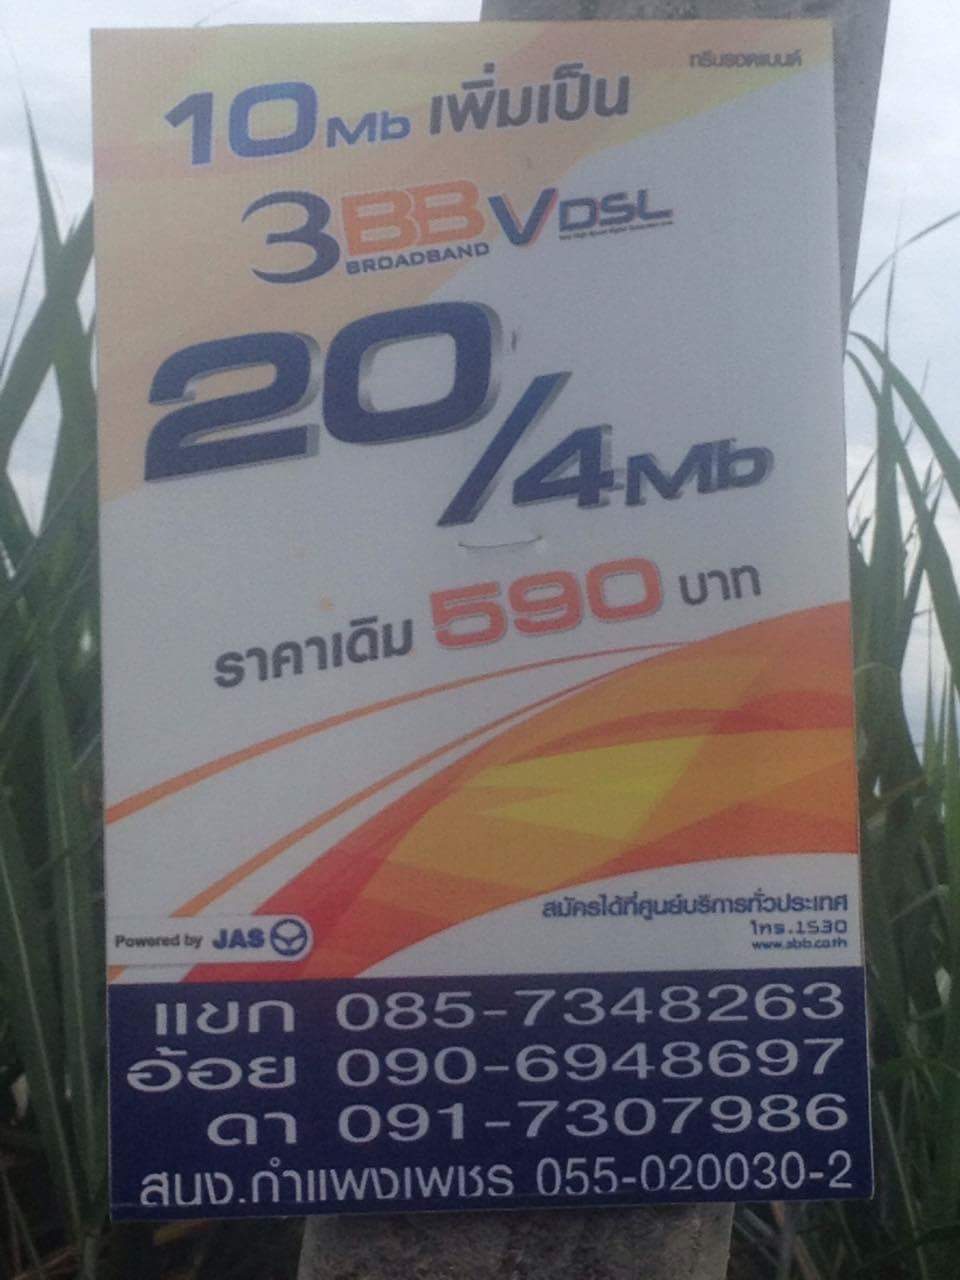 ทรีบรอดแบนด์
10Mb เพิ่มเป็น
3BB VDSL
BROADBAND
20/4Mb
ราคาเดิม 590 บาท
สมัครได้ที่ศูนย์บริการทั่วประเทศ
โทร.1530
www.3bb.co.th
Powered by JAS
แขก 085-7348263
อ้อย 090-6948697
ดา 091-7307986
สนง.กำแพงเพชร 055-020030-2